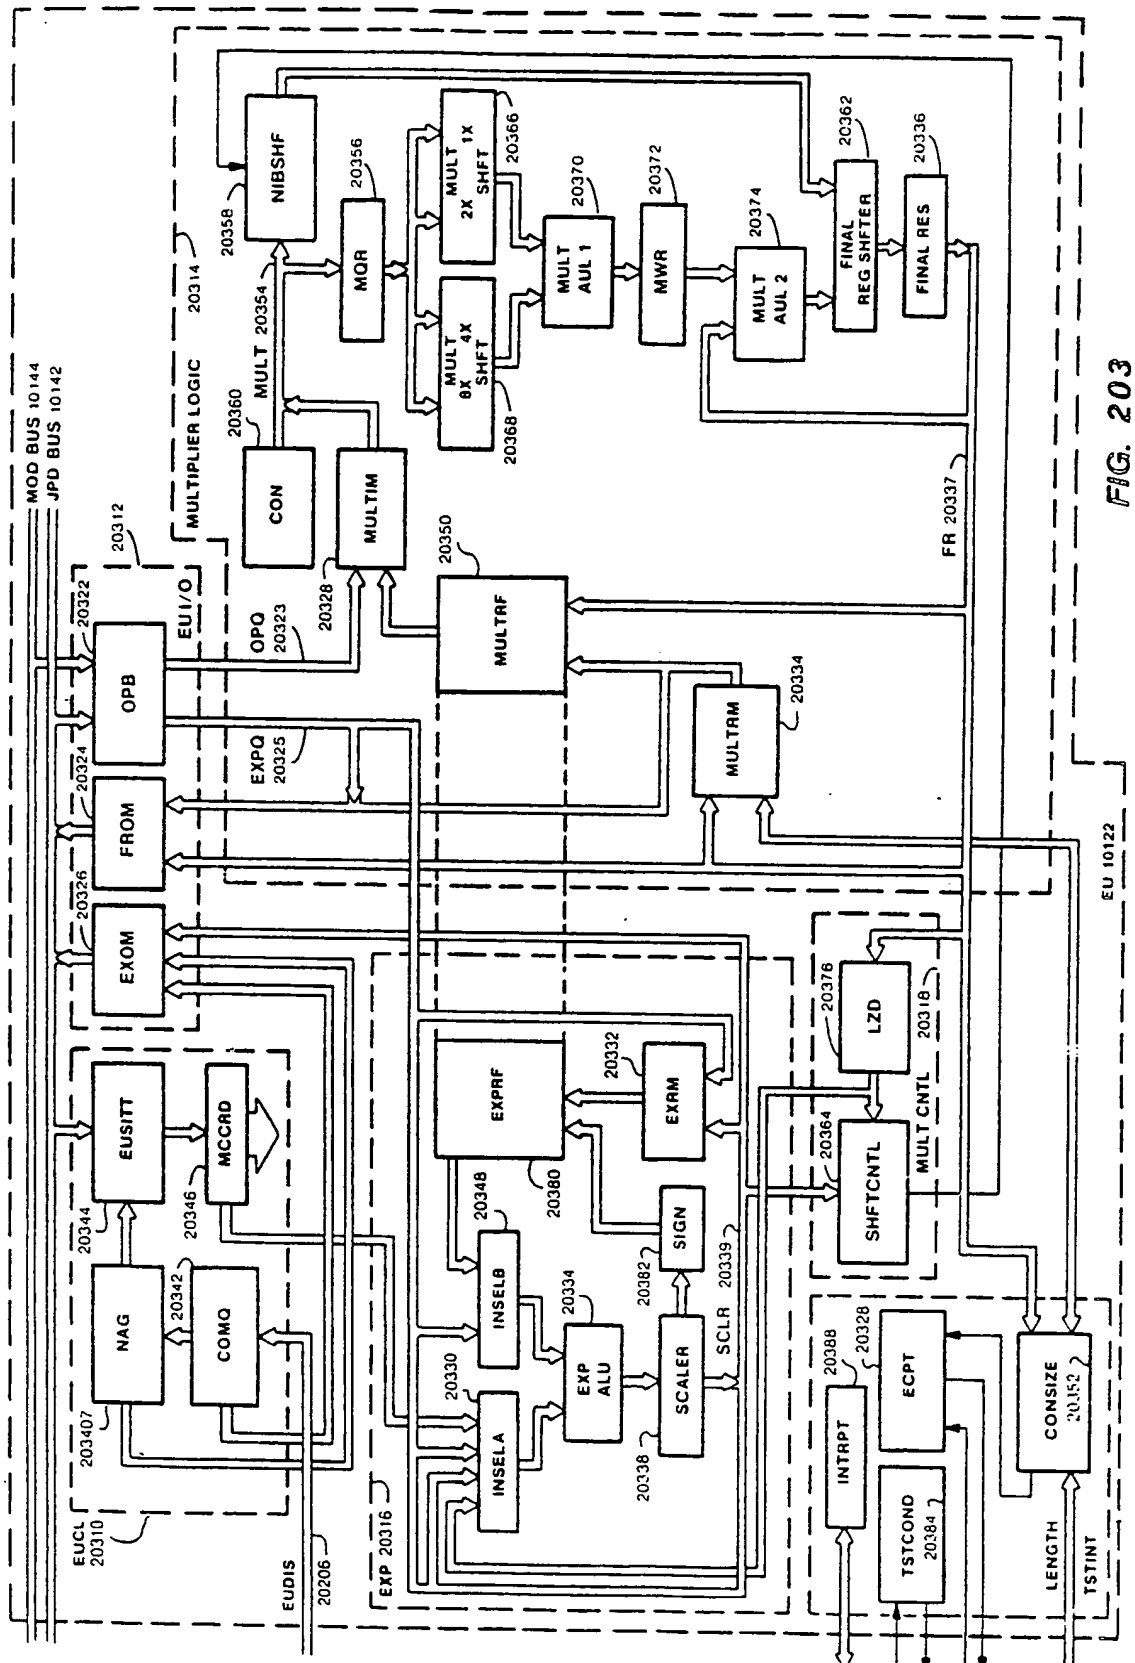 MOD BUS 10144
JPD BUS 10142
20312
EUI/O
20322
OPB
20324
FROM
20326
EXOM
EUSITT
20344
MCCRD
20346
NAG
203407
COMQ
20342
EUCL
20310
EUDIS
20206
MULTIPLIER LOGIC
20314
20358
NIBSHF
MULT 20354
20360
CON
20356
MQR
MULTIM
20328
OPQ
20323
EXPQ
20325
MULT
2X 1X
SHFT
20366
MULT
8X 4X
SHFT
20368
MULT
AUL 1
20370
MWR
20372
MULT
AUL 2
20374
FINAL
REG SHFTER
20362
FINAL RES
20336
FR 20337
20350
MULTRF
MULTRM
20334
EXP 20316
EXPRF
20380
20332
EXRM
20348
INSELB
20330
INSELA
20334
EXP
ALU
20382
SIGN
SCALER
20338
SCLR
20339
20376
LZD
20318
20364
SHFTCNTL
MULT CNTL
20328
ECPT
20388
INTRPT
TSTCOND
20384
CONSIZE
20352
LENGTH
TSTINT
EU 10122
FIG. 203